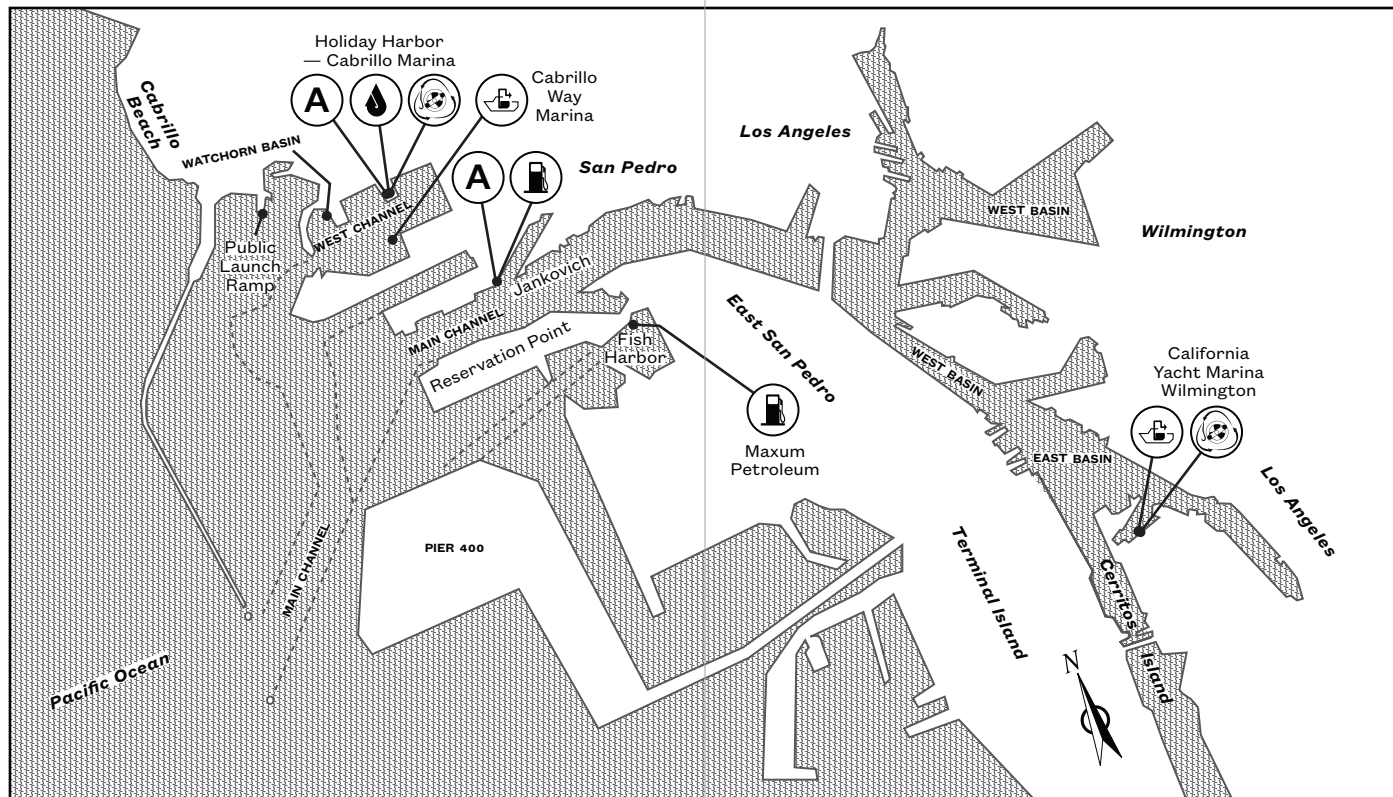 Holiday Harbor
— Cabrillo Marina
A
Cabrillo
Way
Marina
Cabrillo
Beach
WATCHORN BASIN
A
San Pedro
Los Angeles
WEST CHANNEL
WEST BASIN
Wilmington
Public
Launch
Ramp
Jankovich
MAIN CHANNEL
Reservation Point
Fish
Harbor
East San Pedro
WEST BASIN
California
Yacht Marina
Wilmington
Maxum
Petroleum
EAST BASIN
Los Angeles
PIER 400
MAIN CHANNEL
Terminal Island
Cerritos
Island
Pacific Ocean
N